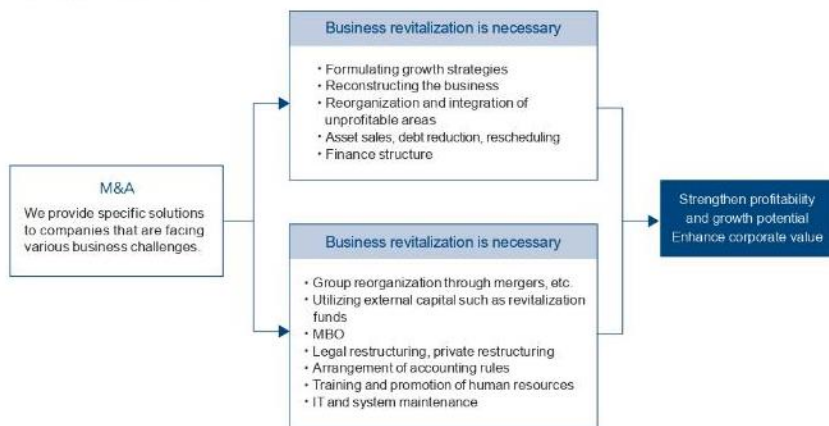 Business revitalization is necessary
・Formulating growth strategies
・Reconstructing the business
・Reorganization and integration of
unprofitable areas
・Asset sales, debt reduction, rescheduling
・Finance structure
M&A
We provide specific solutions
to companies that are facing
various business challenges.
Strengthen profitability
and growth potential
Enhance corporate value
Business revitalization is necessary
・Group reorganization through mergers, etc.
・Utilizing external capital such as revitalization
funds
・MBO
・Legal restructuring, private restructuring
・Arrangement of accounting rules
・Training and promotion of human resources
・IT and system maintenance